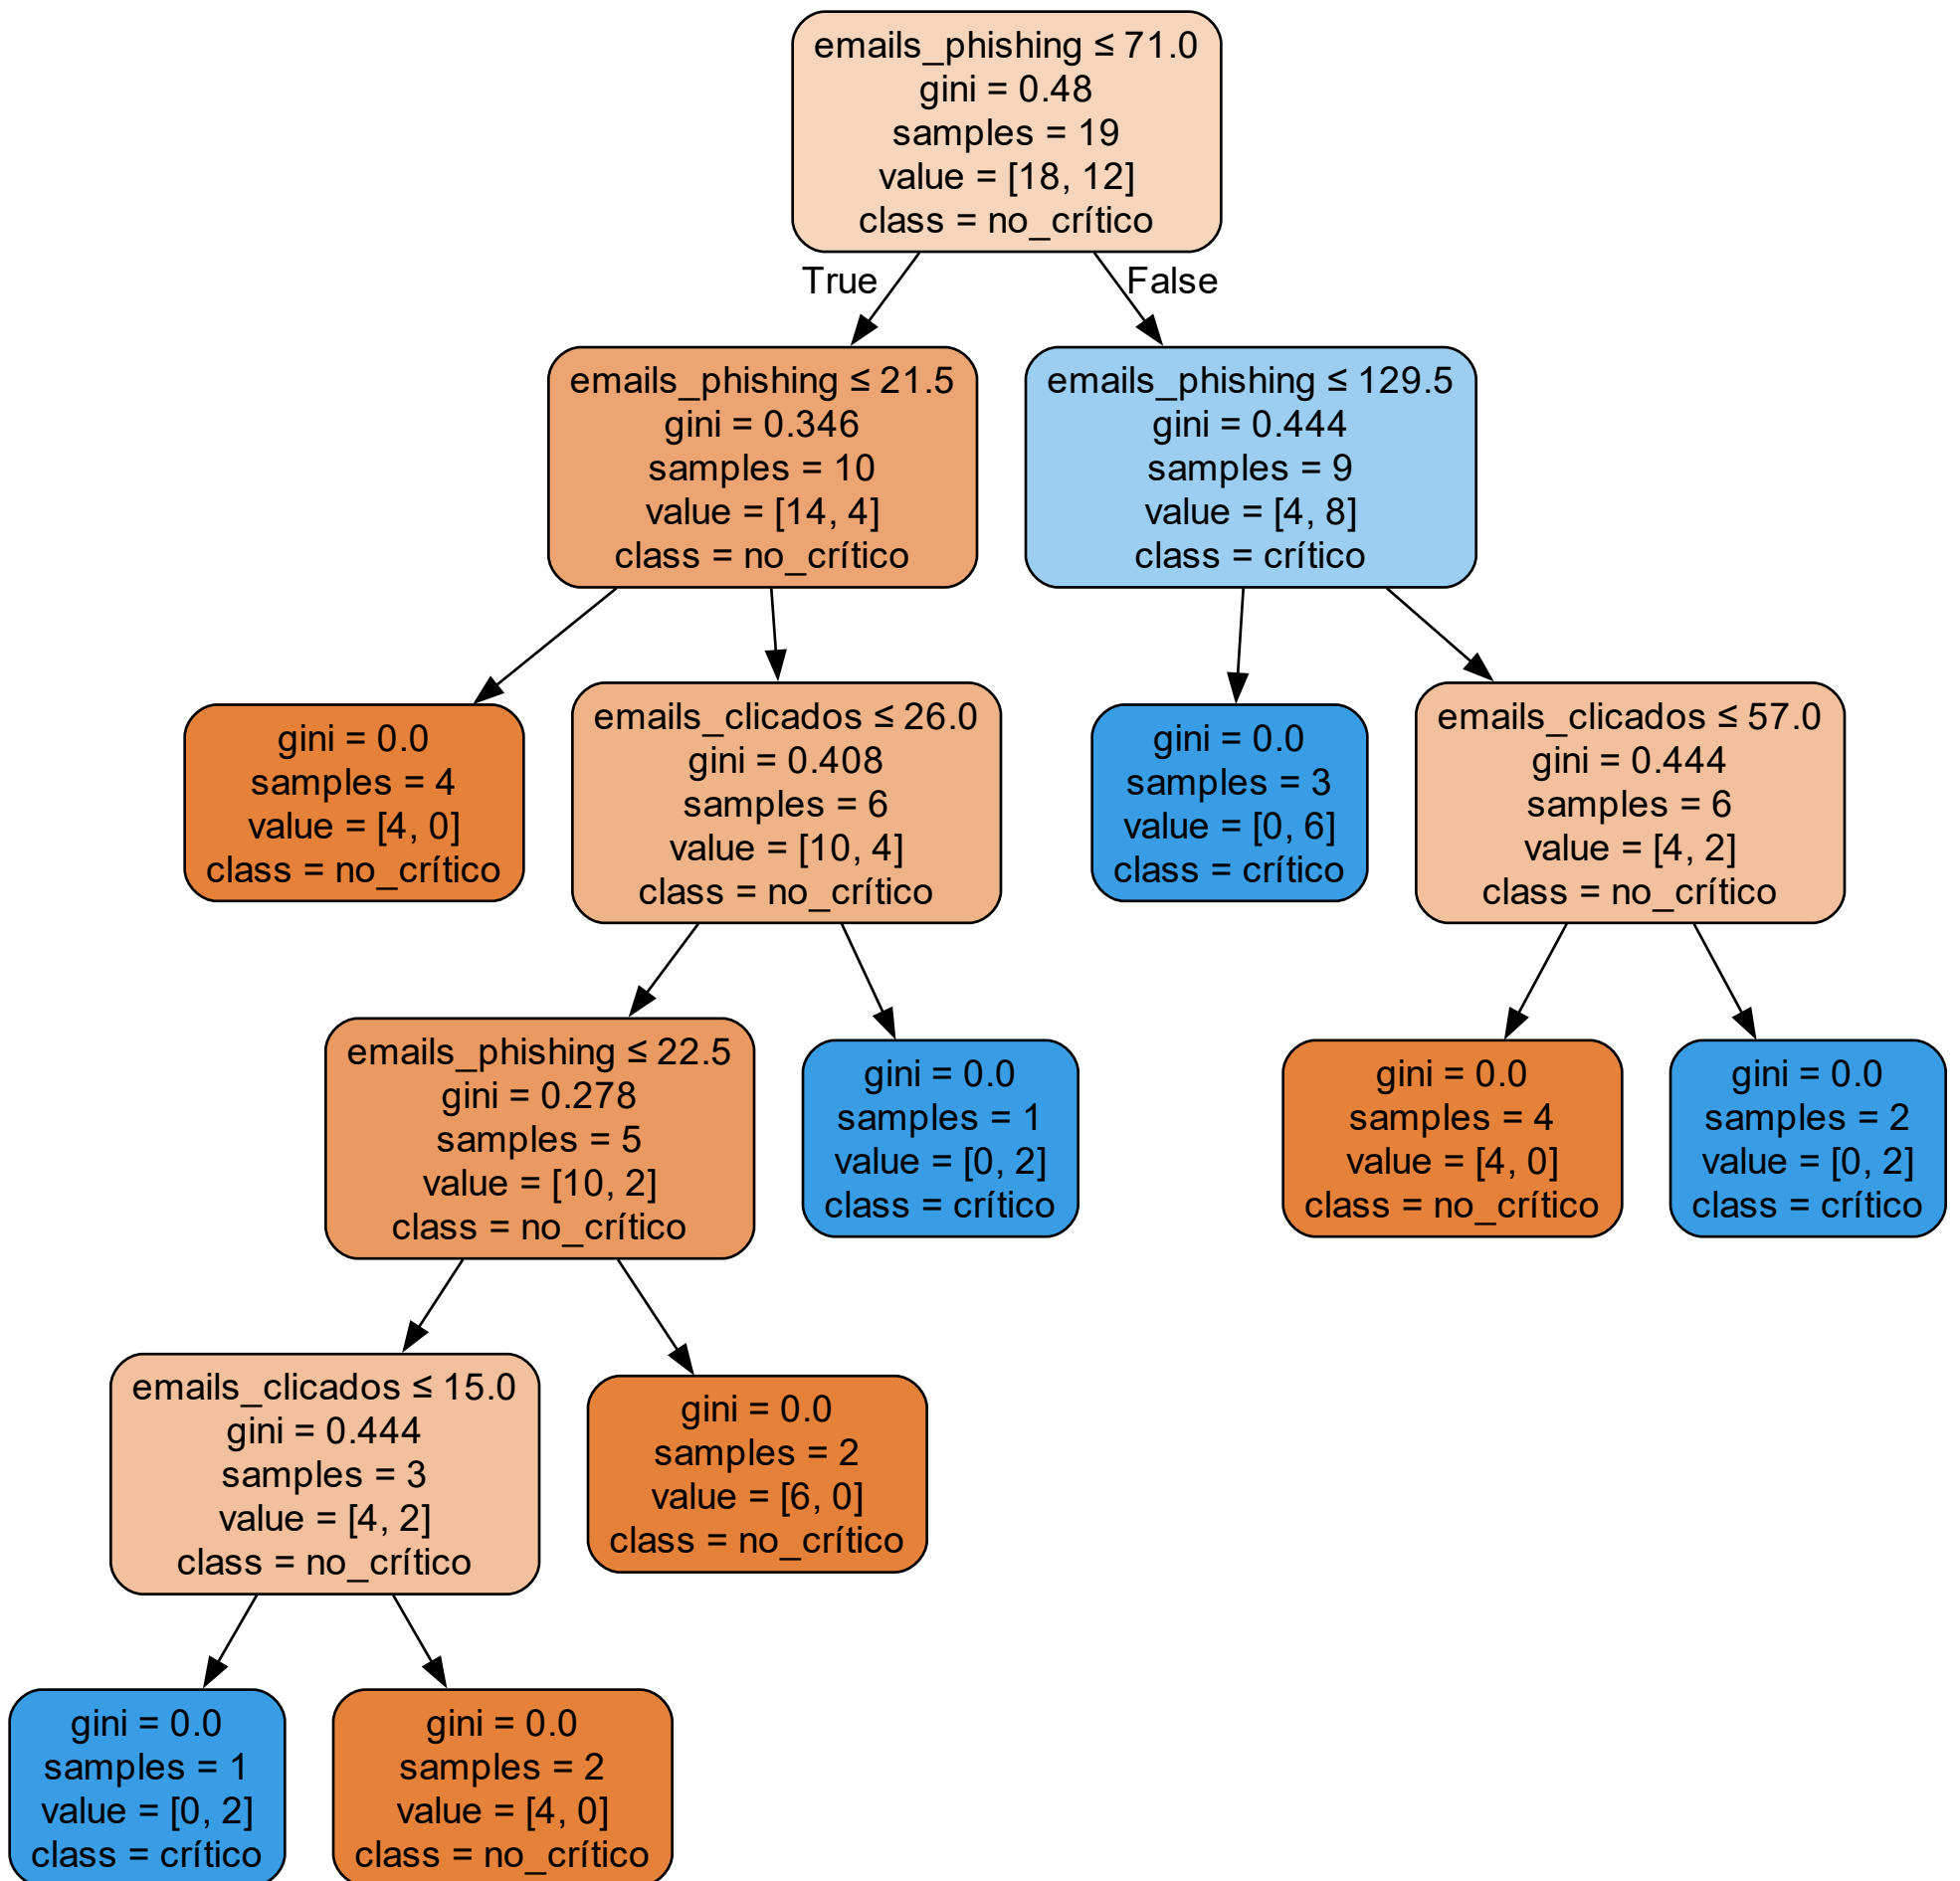 emails_phishing ≤ 71.0
gini = 0.48
samples = 19
value = [18, 12]
class = no_crítico
True
False
emails_phishing ≤ 21.5
gini = 0.346
samples = 10
value = [14, 4]
class = no_crítico
emails_phishing ≤ 129.5
gini = 0.444
samples = 9
value = [4, 8]
class = crítico
gini = 0.0
samples = 4
value = [4, 0]
class = no_crítico
emails_clicados ≤ 26.0
gini = 0.408
samples = 6
value = [10, 4]
class = no_crítico
gini = 0.0
samples = 3
value = [0, 6]
class = crítico
emails_clicados ≤ 57.0
gini = 0.444
samples = 6
value = [4, 2]
class = no_crítico
emails_phishing ≤ 22.5
gini = 0.278
samples = 5
value = [10, 2]
class = no_crítico
gini = 0.0
samples = 1
value = [0, 2]
class = crítico
gini = 0.0
samples = 4
value = [4, 0]
class = no_crítico
gini = 0.0
samples = 2
value = [0, 2]
class = crítico
emails_clicados ≤ 15.0
gini = 0.444
samples = 3
value = [4, 2]
class = no_crítico
gini = 0.0
samples = 2
value = [6, 0]
class = no_crítico
gini = 0.0
samples = 1
value = [0, 2]
class = crítico
gini = 0.0
samples = 2
value = [4, 0]
class = no_crítico